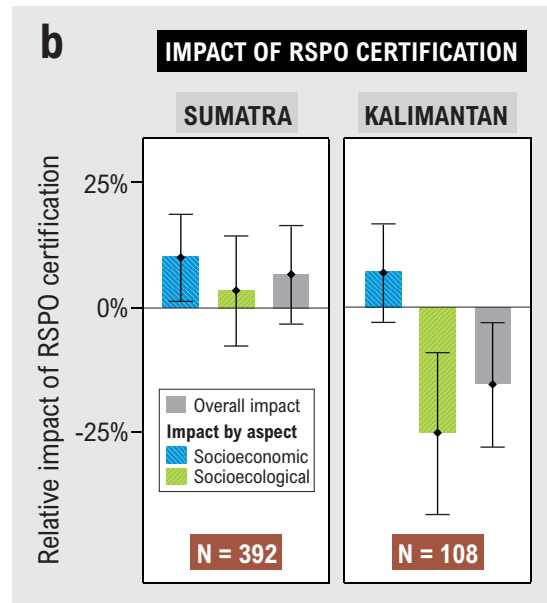 b
IMPACT OF RSPO CERTIFICATION
SUMATRA
KALIMANTAN
Relative impact of RSPO certification
25%
0%
-25%
Overall impact
Impact by aspect
Socioeconomic
Socioecological
N = 392
N = 108